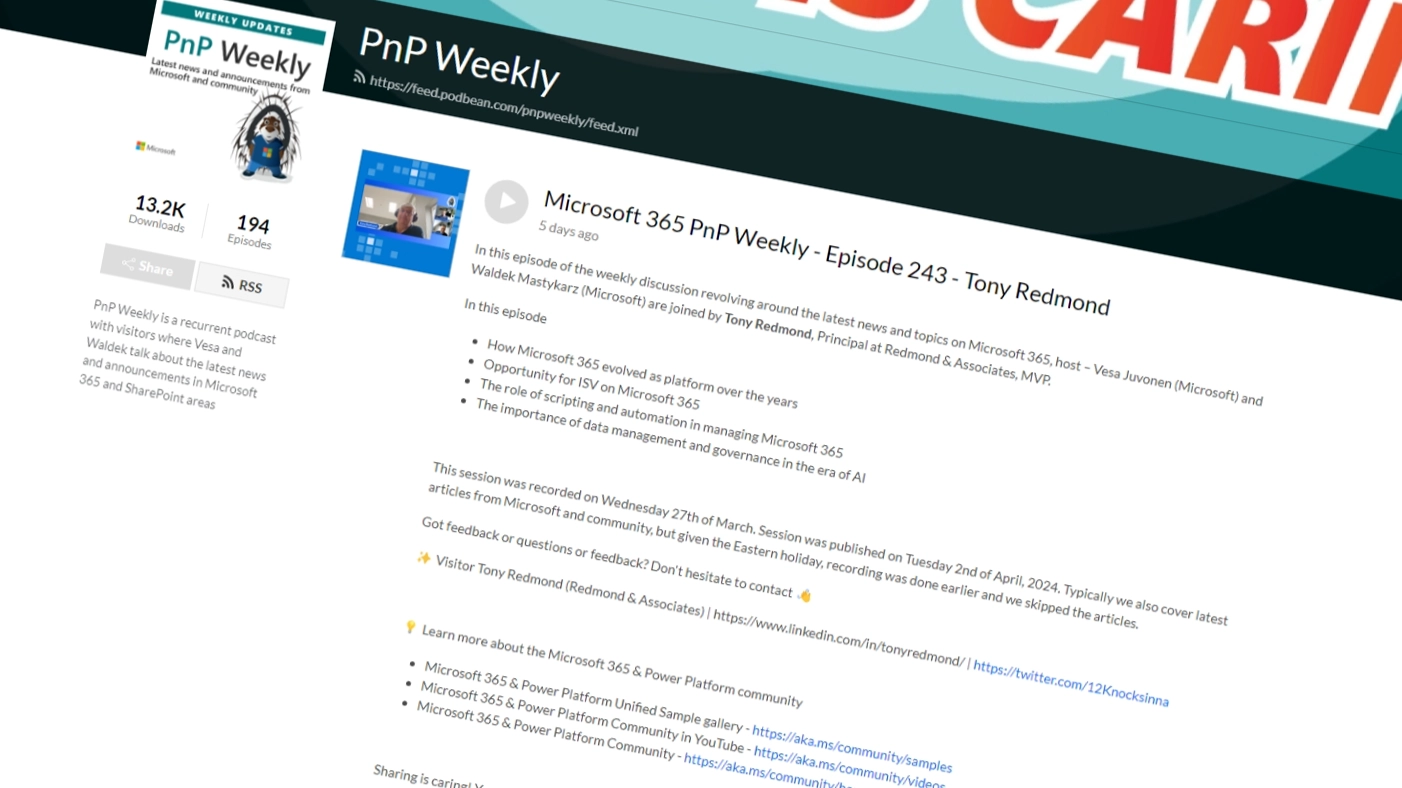 IS CARI
WEEKLY UPDATES
PnP Weekly
Latest news and announcements from
Microsoft and community
Microsoft
PnP Weekly
https://feed.podbean.com/pnpweekly/feed.xml
13.2K
Downloads
194
Episodes
Share
RSS
PnP Weekly is a recurrent podcast
with visitors where Vesa and
Waldek talk about the latest news
and announcements in Microsoft
365 and SharePoint areas
Microsoft 365 PnP Weekly - Episode 243 - Tony Redmond
5 days ago
In this episode of the weekly discussion revolving around the latest news and topics on Microsoft 365, host – Vesa Juvonen (Microsoft) and
Waldek Mastykarz (Microsoft) are joined by Tony Redmond, Principal at Redmond & Associates, MVP.
In this episode
• How Microsoft 365 evolved as platform over the years
• Opportunity for ISV on Microsoft 365
• The role of scripting and automation in managing Microsoft 365
• The importance of data management and governance in the era of AI
This session was recorded on Wednesday 27th of March. Session was published on Tuesday 2nd of April, 2024. Typically we also cover latest
articles from Microsoft and community, but given the Eastern holiday, recording was done earlier and we skipped the articles.
Got feedback or questions or feedback? Don't hesitate to contact 👍
✨ Visitor Tony Redmond (Redmond & Associates) | https://www.linkedin.com/in/tonyredmond/ | https://twitter.com/12Knocksinna
💡 Learn more about the Microsoft 365 & Power Platform community
• Microsoft 365 & Power Platform Unified Sample gallery - https://aka.ms/community/samples
• Microsoft 365 & Power Platform Community in YouTube - https://aka.ms/community/videos
• Microsoft 365 & Power Platform Community - https://aka.ms/community/
Sharing is caring!